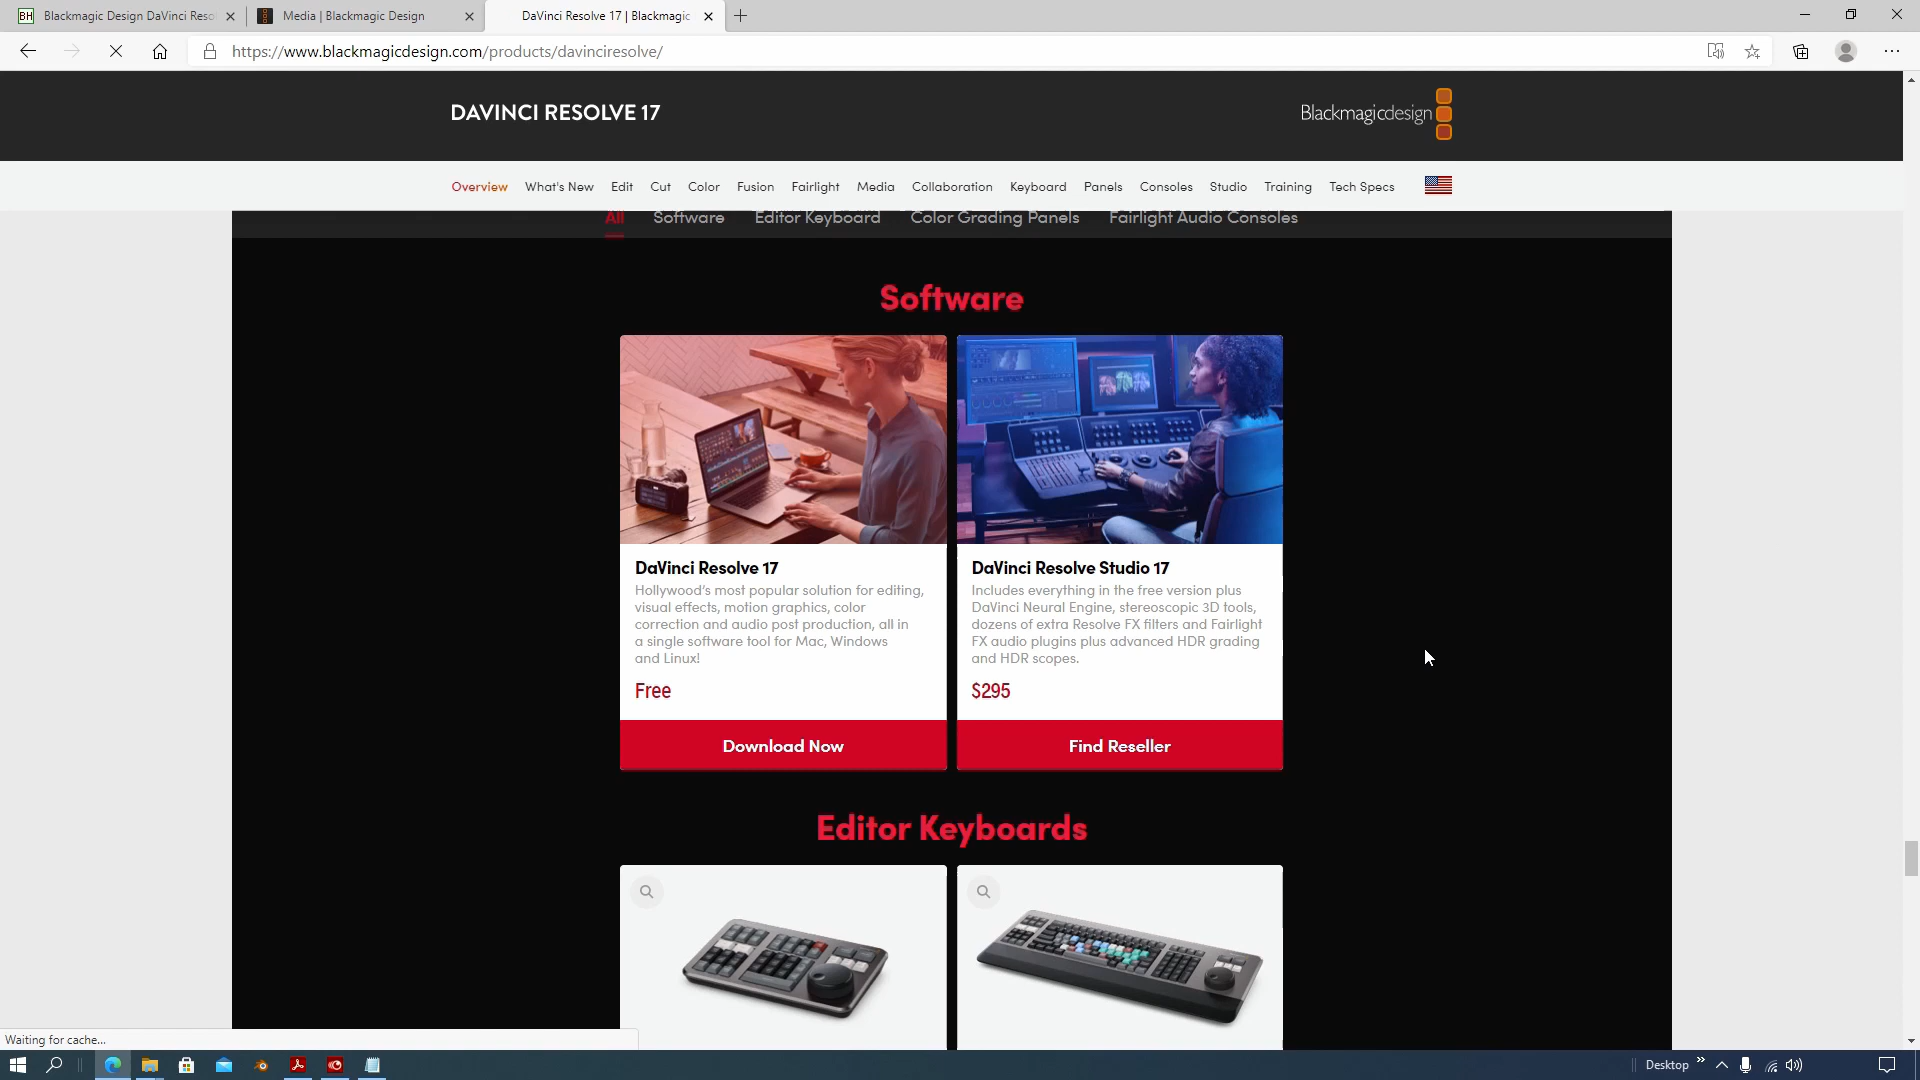 Blackmagic Design DaVinci Reso
Media | Blackmagic Design
DaVinci Resolve 17 | Blackmagic
https://www.blackmagicdesign.com/products/davinciresolve/
DAVINCI RESOLVE 17
Blackmagicdesign
Overview What's New Edit Cut Color Fusion Fairlight Media Collaboration Keyboard Panels Consoles Studio Training Tech Specs
All Software Editor Keyboard Color Grading Panels Fairlight Audio Consoles
Software
DaVinci Resolve 17
Hollywood's most popular solution for editing,
visual effects, motion graphics, color
correction and audio post production, all in
a single software tool for Mac, Windows
and Linux!
Free
Download Now
DaVinci Resolve Studio 17
Includes everything in the free version plus
DaVinci Neural Engine, stereoscopic 3D tools,
dozens of extra Resolve FX filters and Fairlight
FX audio plugins plus advanced HDR grading
and HDR scopes.
$295
Find Reseller
Editor Keyboards
Waiting for cache...
Desktop